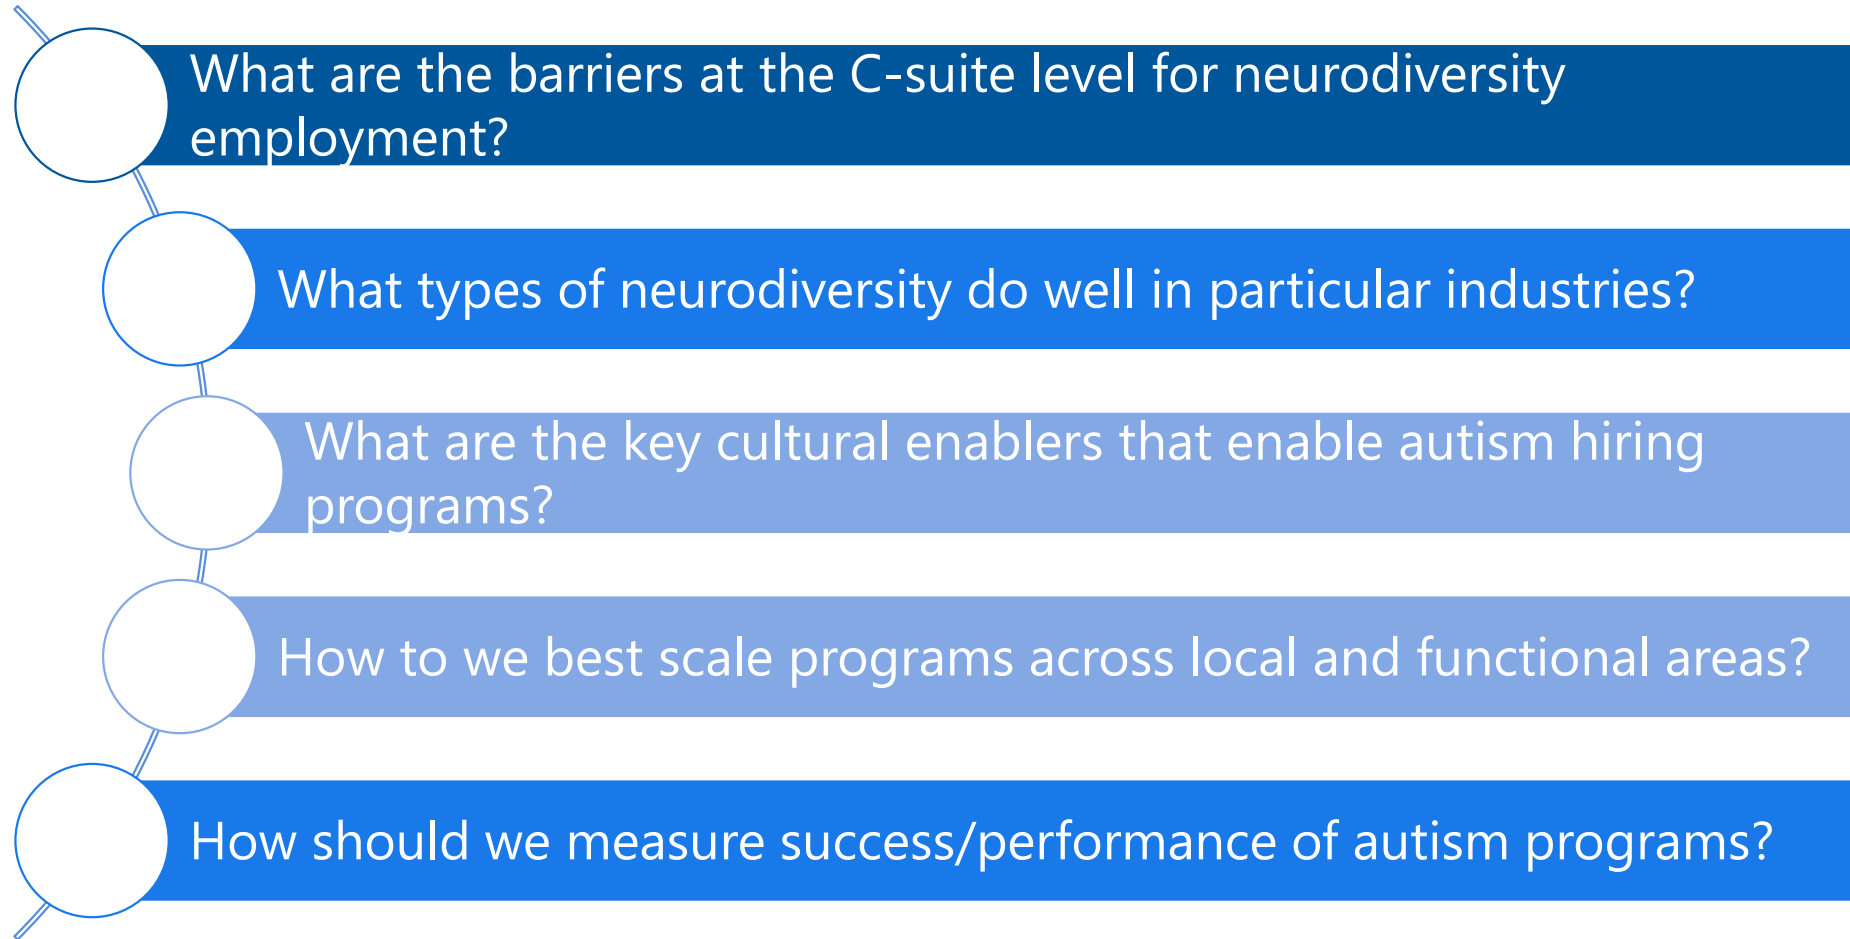 What are the barriers at the C-suite level for neurodiversity
employment?
What types of neurodiversity do well in particular industries?
What are the key cultural enablers that enable autism hiring
programs?
How to we best scale programs across local and functional areas?
How should we measure success/performance of autism programs?